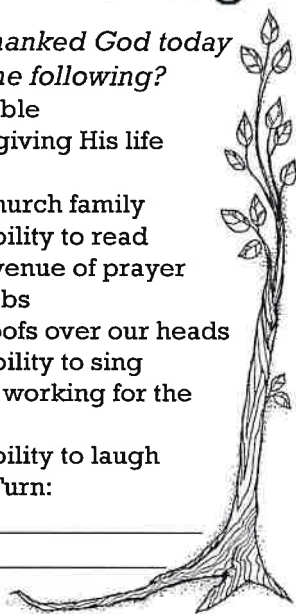 hanked God today
he following?
ble
giving His life
hurch family
bility to read
venue of prayer
bs
oofs over our heads
bility to sing
working for the
bility to laugh
Turn: